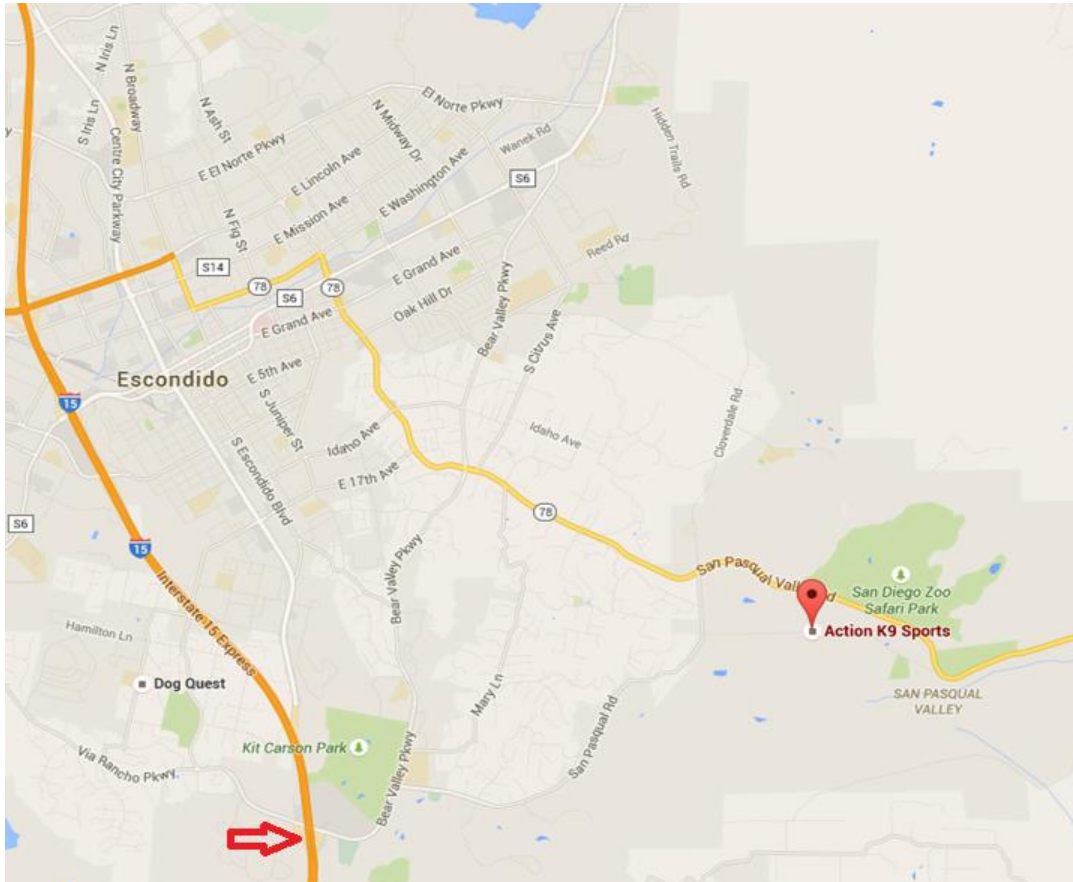 N Iris Ln
N Broadway
S Iris Ln
Centre City Parkway
N Ash St
N Midway Dr
El Norte Pkwy
Wanek Rd
Hidden Trails Rd
E El Norte Pkwy
E Lincoln Ave
E Washington Ave
S6
N Fig St
E Mission Ave
Reed Rd
S14
78
S6
78
E Grand Ave
Oak Hill Dr
Bear Valley Pkwy
E Grand Ave
S Citrus Ave
Escondido
E 5th Ave
15
S Juniper St
Idaho Ave
Idaho Ave
Cloverdale Rd
S Escondido Blvd
E 17th Ave
S6
78
15
Bear Valley Pkwy
San Pasqual Valley Rd
Interstate 15 Express
San Diego Zoo
Safari Park
Hamilton Ln
Action K9 Sports
Dog Quest
Mary Ln
SAN PASQUAL
VALLEY
San Pasqual Rd
Kit Carson Park
Via Rancho Pkwy
Bear Valley Pkwy